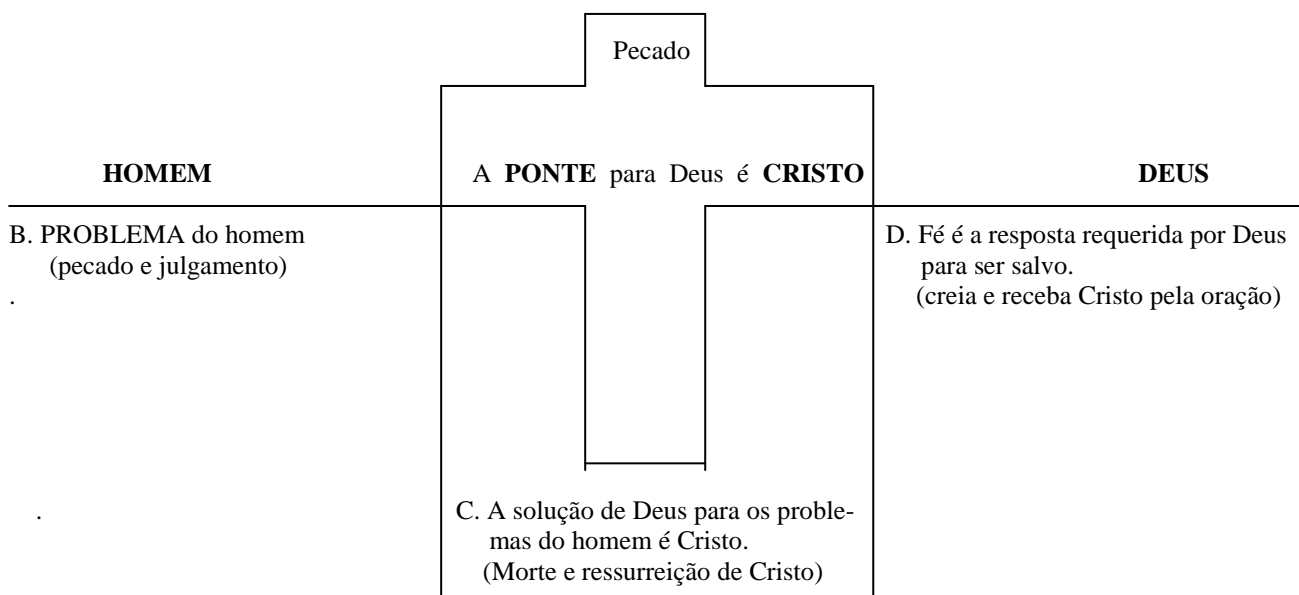 Pecado
HOMEM
A PONTE para Deus é CRISTO
DEUS
B. PROBLEMA do homem
(pecado e julgamento)
.
D. Fé é a resposta requerida por Deus
para ser salvo.
(creia e receba Cristo pela oração)
.
C. A solução de Deus para os proble-
mas do homem é Cristo.
(Morte e ressurreição de Cristo)